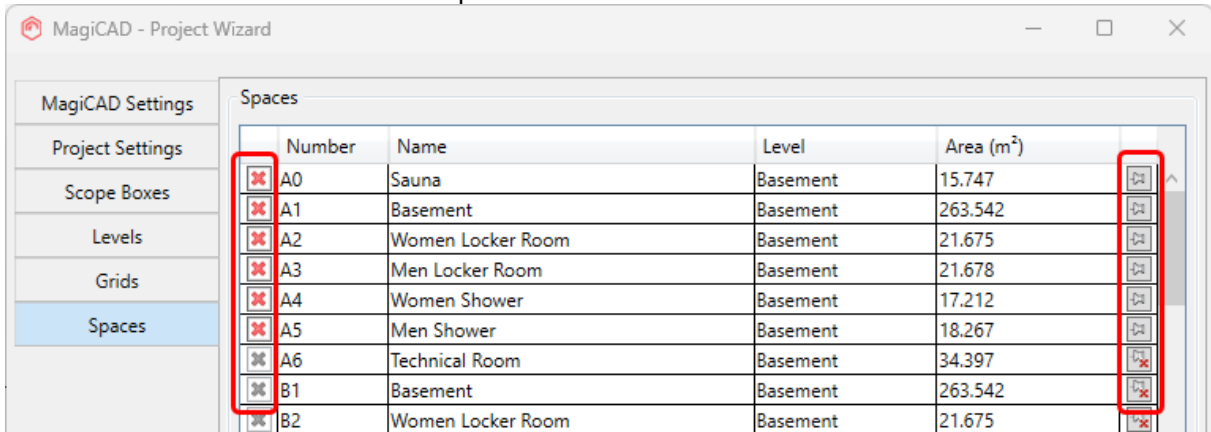 MagiCAD - Project Wizard
MagiCAD Settings
Project Settings
Scope Boxes
Levels
Grids
Spaces
Spaces
Number Name Level Area (m²)
A0 Sauna Basement 15.747
A1 Basement Basement 263.542
A2 Women Locker Room Basement 21.675
A3 Men Locker Room Basement 21.678
A4 Women Shower Basement 17.212
A5 Men Shower Basement 18.267
A6 Technical Room Basement 34.397
B1 Basement Basement 263.542
B2 Women Locker Room Basement 21.675